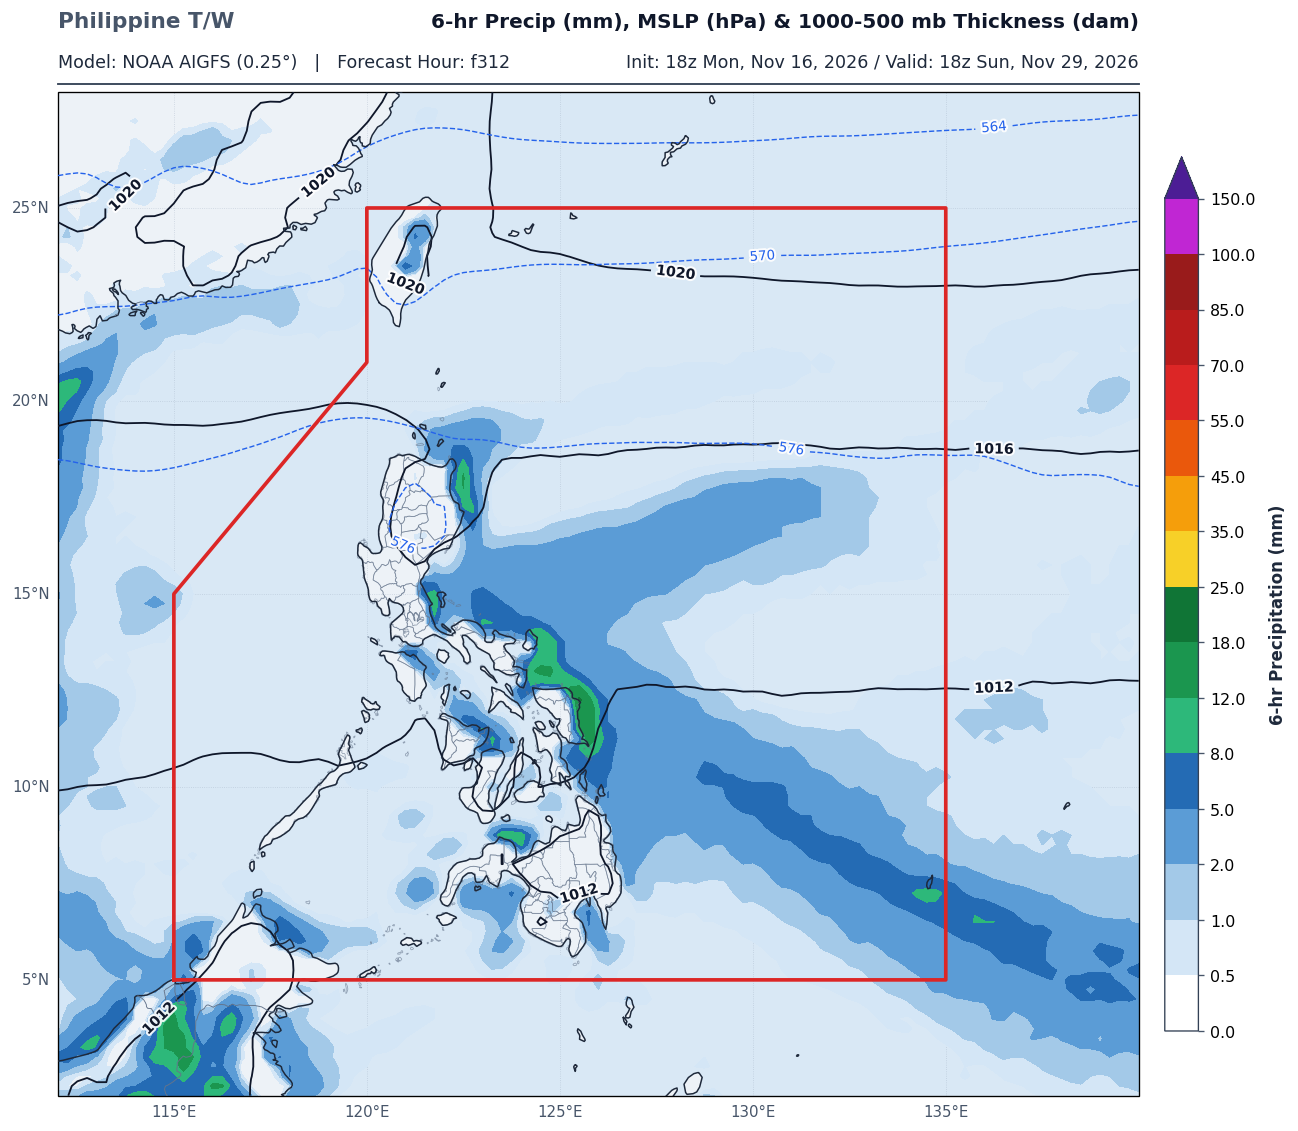 Philippine T/W
6-hr Precip (mm), MSLP (hPa) & 1000-500 mb Thickness (dam)
Model: NOAA AIGFS (0.25°) | Forecast Hour: f312
Init: 18z Mon, Nov 16, 2026 / Valid: 18z Sun, Nov 29, 2026
564
1020
1020
570
1020
1020
576
1016
576
1012
1012
1012
25°N
20°N
15°N
10°N
5°N
115°E
120°E
125°E
130°E
135°E
150.0
100.0
85.0
70.0
55.0
45.0
35.0
25.0
18.0
12.0
8.0
5.0
2.0
1.0
0.5
0.0
6-hr Precipitation (mm)